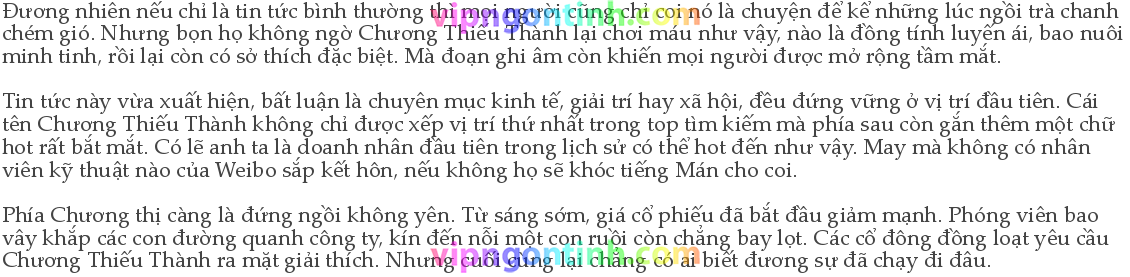 Đương nhiên nếu chỉ là tin tức bình thường thì mọi người cũng chỉ coi nó là chuyện để kể những lúc ngồi trà chanh
chém gió. Nhưng bọn họ không ngờ Chương Thiếu Thành lại chơi máu như vậy, nào là đồng tính luyến ái, bao nuôi
minh tinh, rồi lại còn có sở thích đặc biệt. Mà đoạn ghi âm còn khiến mọi người được mở rộng tầm mắt.
Tin tức này vừa xuất hiện, bất luận là chuyên mục kinh tế, giải trí hay xã hội, đều đứng vững ở vị trí đầu tiên. Cái
tên Chương Thiếu Thành không chỉ được xếp vị trí thứ nhất trong top tìm kiếm mà phía sau còn gắn thêm một chữ
hot rất bắt mắt. Có lẽ anh ta là doanh nhân đầu tiên trong lịch sử có thể hot đến như vậy. May mà không có nhân
viên kỹ thuật nào của Weibo sắp kết hôn, nếu không họ sẽ khóc tiếng Mán cho coi.
Phía Chương thị càng là đứng ngồi không yên. Từ sáng sớm, giá cổ phiếu đã bắt đầu giảm mạnh. Phóng viên bao
vây khắp các con đường quanh công ty, kín đến nỗi một con ruồi còn chẳng bay lọt. Các cổ đông đồng loạt yêu cầu
Chương Thiếu Thành ra mặt giải thích. Nhưng cuối cùng lại chẳng có ai biết đương sự đã chạy đi đâu.
vipngontinh.com
vipngontinh.com